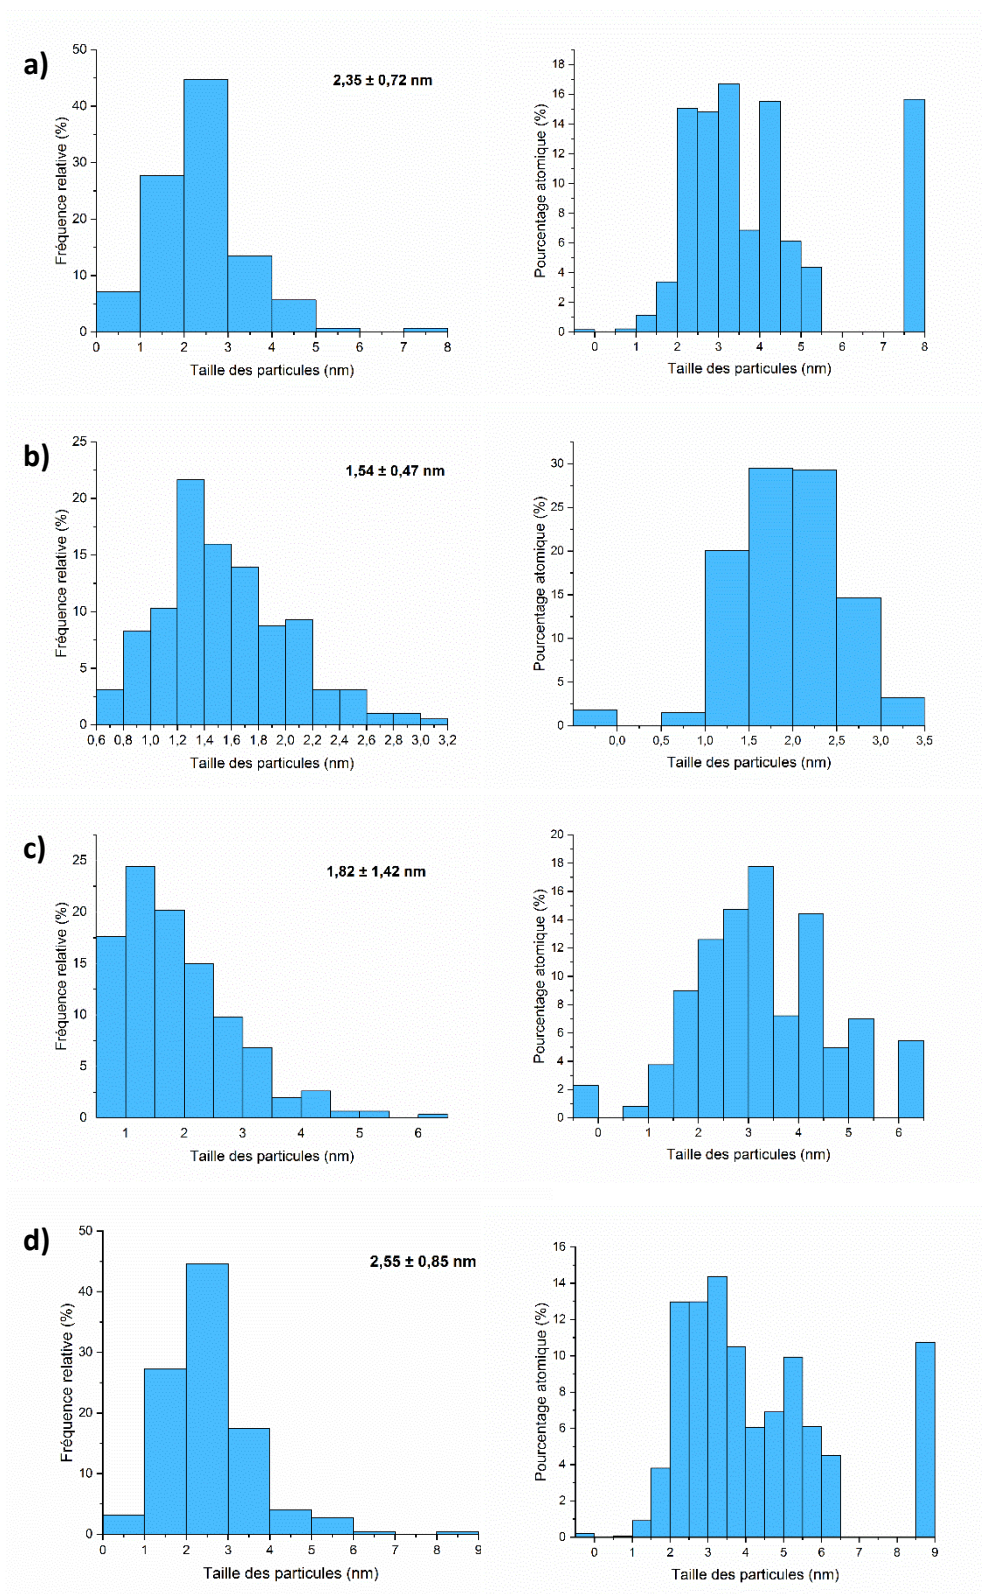 a)
2,35 ± 0,72 nm
Fréquence relative (%)
50
40
30
20
10
0
0 1 2 3 4 5 6 7 8
Taille des particules (nm)
Pourcentage atomique (%)
18
16
14
12
10
8
6
4
2
0
0 1 2 3 4 5 6 7 8
Taille des particules (nm)
b)
1,54 ± 0,47 nm
Fréquence relative (%)
25
20
15
10
5
0
0,6 0,8 1,0 1,2 1,4 1,6 1,8 2,0 2,2 2,4 2,6 2,8 3,0 3,2
Taille des particules (nm)
Pourcentage atomique (%)
30
25
20
15
10
5
0
0,0 0,5 1,0 1,5 2,0 2,5 3,0 3,5
Taille des particules (nm)
c)
1,82 ± 1,42 nm
Fréquence relative (%)
25
20
15
10
5
0
1 2 3 4 5 6
Taille des particules (nm)
Pourcentage atomique (%)
20
18
16
14
12
10
8
6
4
2
0
0 1 2 3 4 5 6
Taille des particules (nm)
d)
2,55 ± 0,85 nm
Fréquence relative (%)
50
40
30
20
10
0
0 1 2 3 4 5 6 7 8 9
Taille des particules (nm)
Pourcentage atomique (%)
16
14
12
10
8
6
4
2
0
0 1 2 3 4 5 6 7 8 9
Taille des particules (nm)